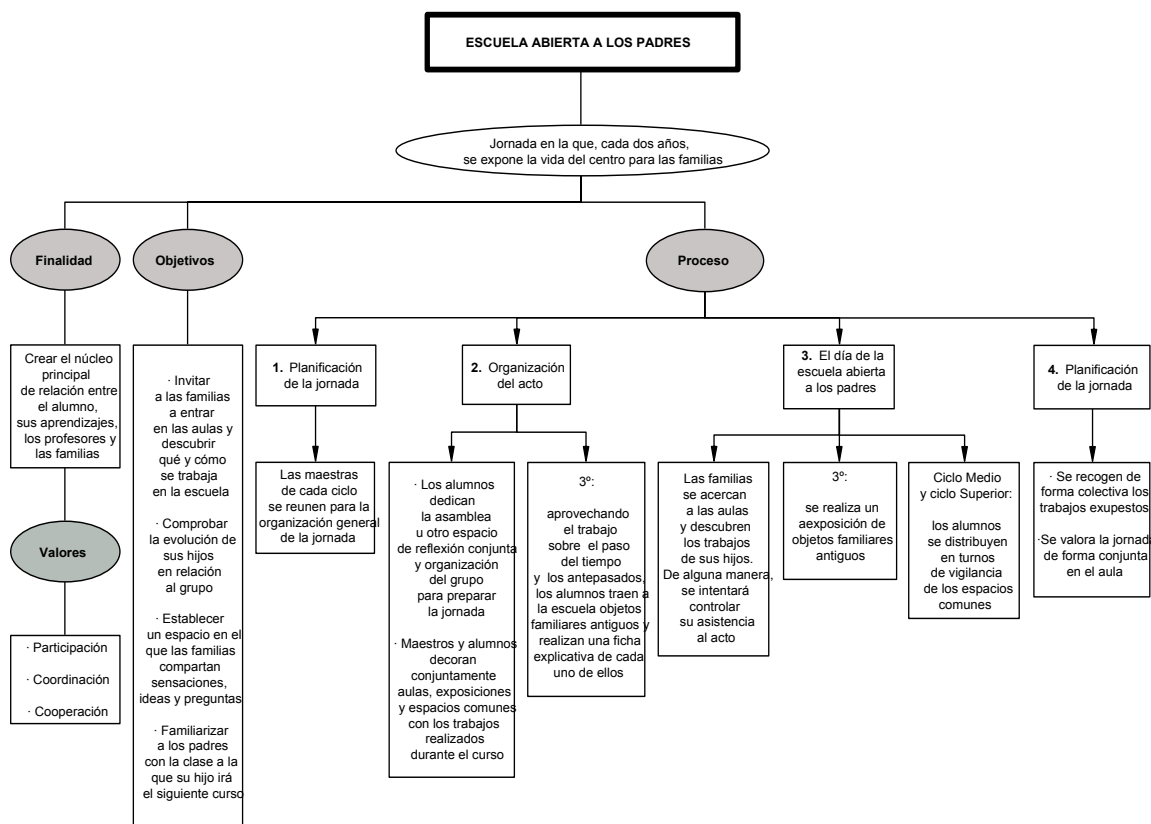 ESCUELA ABIERTA A LOS PADRES
Jornada en la que, cada dos años,
se expone la vida del centro para las familias
Finalidad
Objetivos
Proceso
Crear el núcleo
principal
de relación entre
el alumno,
sus aprendizajes,
los profesores y
las familias
Valores
· Participación
· Coordinación
· Cooperación
· Invitar
a las familias
a entrar
en las aulas y
descubrir
qué y cómo
se trabaja
en la escuela
· Comprobar
la evolución de
sus hijos
en relación
al grupo
· Establecer
un espacio en el
que las familias
compartan
sensaciones,
ideas y preguntas
· Familiarizar
a los padres
con la clase a la
que su hijo irá
el siguiente curso
1. Planificación
de la jornada
Las maestras
de cada ciclo
se reunen para la
organización general
de la jornada
2. Organización
del acto
· Los alumnos
dedican
la asamblea
u otro espacio
de reflexión conjunta
y organización
del grupo
para preparar
la jornada
· Maestros y alumnos
decoran
conjuntamente
aulas, exposiciones
y espacios comunes
con los trabajos
realizados
durante el curso
3º:
aprovechando
el trabajo
sobre el paso
del tiempo
y los antepasados,
los alumnos traen a
la escuela objetos
familiares antiguos y
realizan una ficha
explicativa de cada
uno de ellos
3. El día de la
escuela abierta
a los padres
Las familias
se acercan
a las aulas
y descubren
los trabajos
de sus hijos.
De alguna manera,
se intentará
controlar
su asistencia
al acto
3º:
se realiza un
aexposición de
objetos familiares
antiguos
Ciclo Medio
y ciclo Superior:
los alumnos
se distribuyen
en turnos
de vigilancia
de los espacios
comunes
4. Planificación
de la jornada
· Se recogen de
forma colectiva los
trabajos exupestos
·Se valora la jornada
de forma conjunta
en el aula